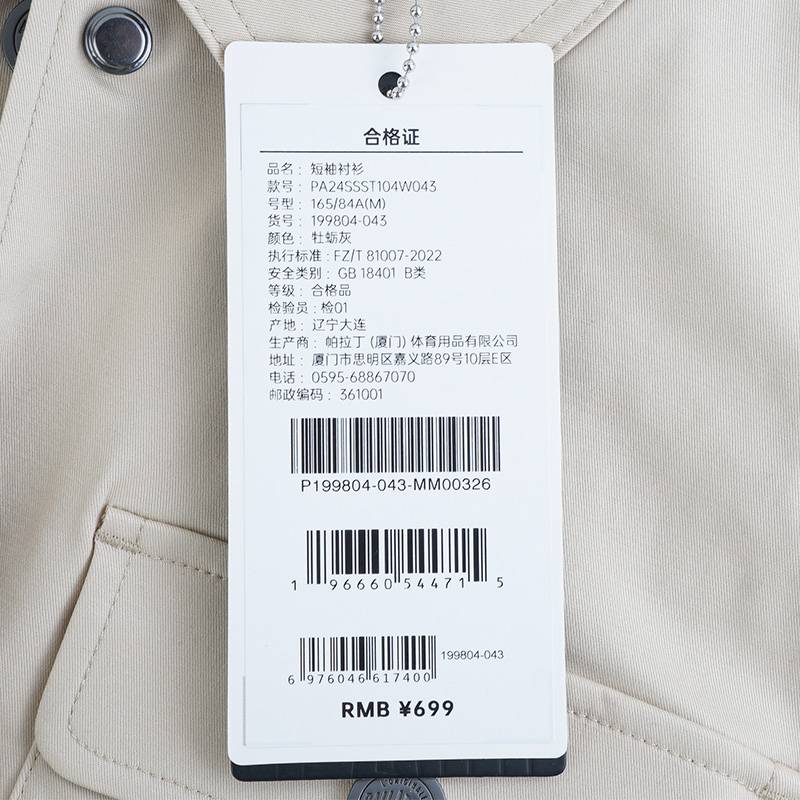 合格证
品名：短袖衬衫
款号：PA24SSST104W043
号型：165/84A(M)
货号：199804-043
颜色：牡蛎灰
执行标准：FZ/T 81007-2022
安全类别：GB 18401 B类
等级：合格品
检验员：检01
产地：辽宁大连
生产商：帕拉丁 (厦门) 体育用品有限公司
地址：厦门市思明区嘉义路89号10层E区
电话：0595-68867070
邮政编码：361001
P199804-043-MM00326
1 96660 54471 5
199804-043
6 976046 617400
RMB ¥699